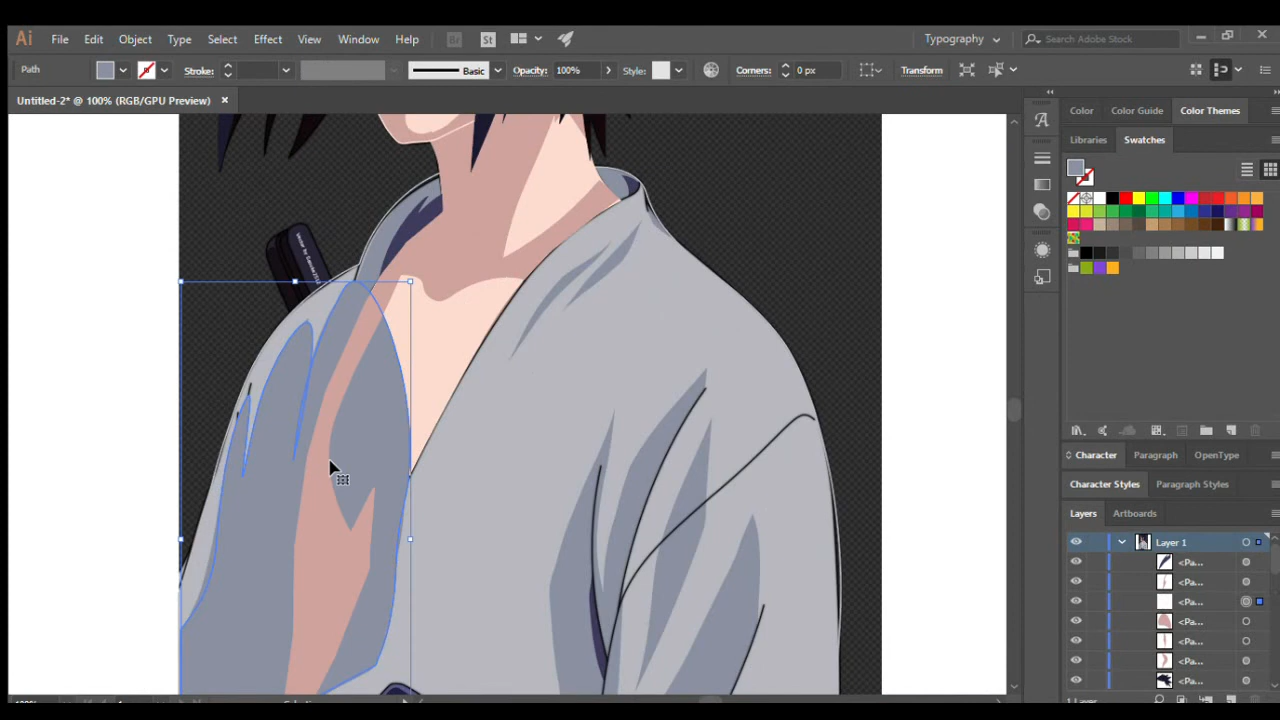 Ai File Edit Object Type Select Effect View Window Help Br St Typography Search Adobe Stock
Path Stroke: Basic Opacity: 100% Style: Corners: 0 px Transform
Untitled-2* @ 100% (RGB/GPU Preview) ×
Color Color Guide Color Themes
Libraries Swatches
A
Character Paragraph OpenType
Character Styles Paragraph Styles
Layers Artboards
Layer 1
<Pa...
<Pa...
<Pa...
<Pa...
<Pa...
<Pa...
<Pa...